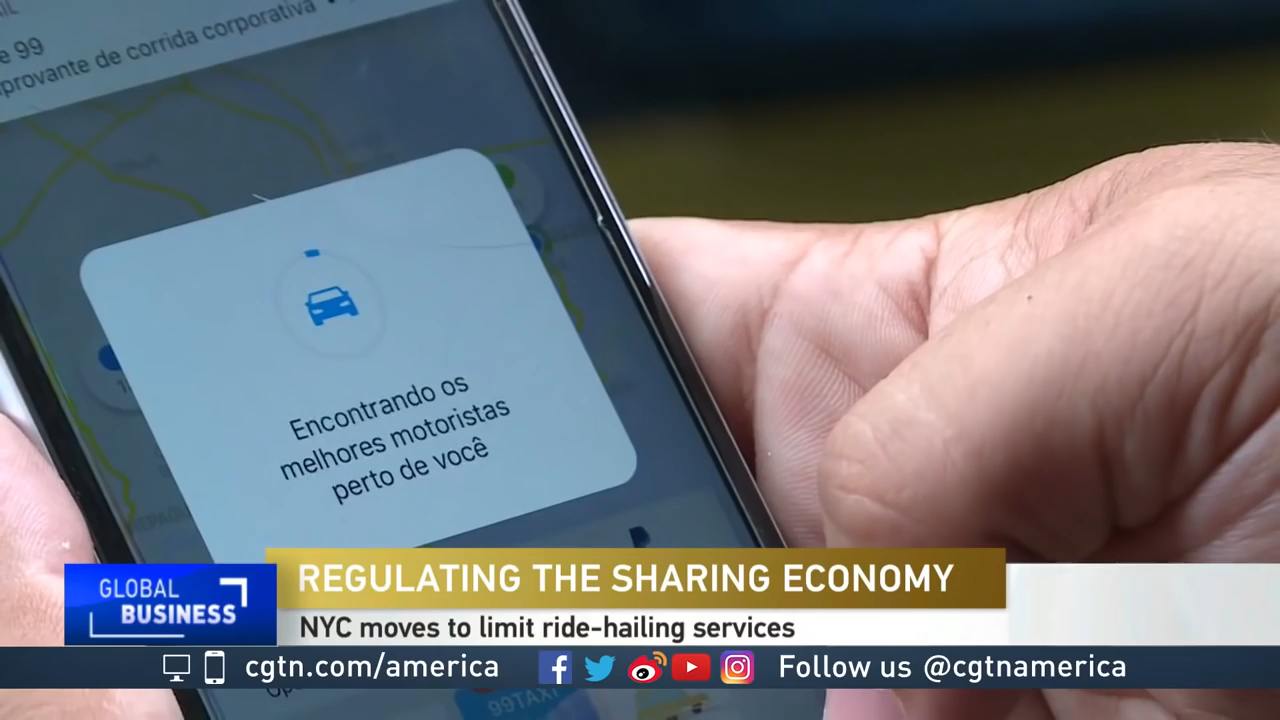 e 99
provante de corrida corporativa
Encontrando os
melhores motoristas
perto de você
GLOBAL
BUSINESS
REGULATING THE SHARING ECONOMY
NYC moves to limit ride-hailing services
cgtn.com/america
Follow us @cgtnamerica
99TAXI